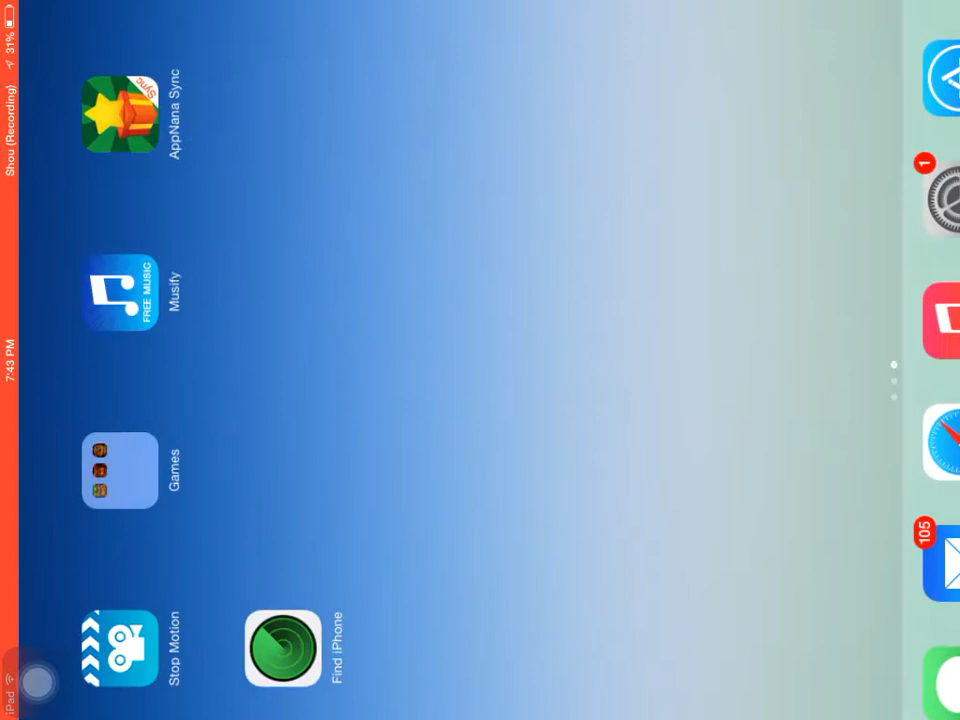 iPad
7:43 PM
Shou (Recording)
31%
Stop Motion
Games
FREE MUSIC
Musify
Sync
AppNana Sync
Find iPhone
105
1